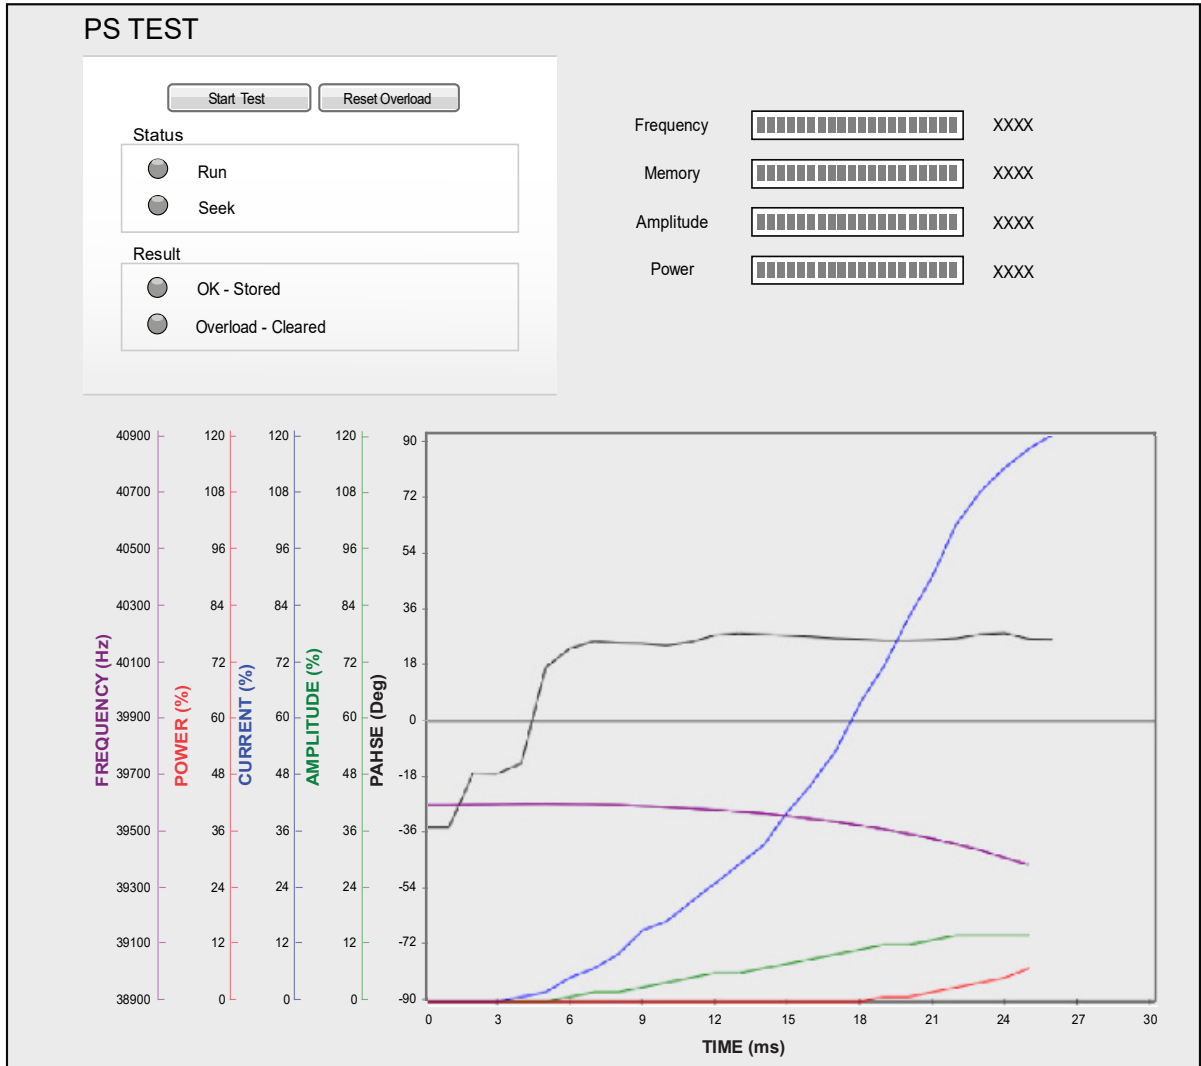 PS TEST
Start Test
Reset Overload
Status
Run
Seek
Result
OK - Stored
Overload - Cleared
Frequency XXXX
Memory XXXX
Amplitude XXXX
Power XXXX
40900 120 120 120 90
40700 108 108 108 72
40500 96 96 96 54
40300 84 84 84 36
40100 72 72 72 18
39900 60 60 60 0
39700 48 48 48 -18
39500 36 36 36 -36
39300 24 24 24 -54
39100 12 12 12 -72
38900 0 0 0 -90
FREQUENCY (Hz)
POWER (%)
CURRENT (%)
AMPLITUDE (%)
PAHSE (Deg)
0 3 6 9 12 15 18 21 24 27 30
TIME (ms)